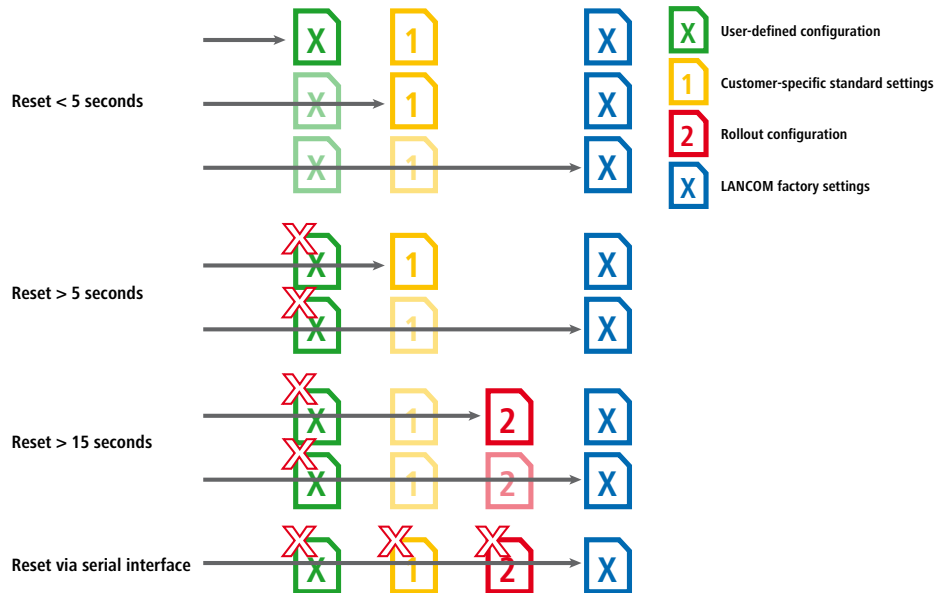 X 1 X
X User-defined configuration
Reset < 5 seconds
X 1 X
1 Customer-specific standard settings
X 1 X
2 Rollout configuration
X LANCOM factory settings
Reset > 5 seconds
X X 1 X
X X 1 X
Reset > 15 seconds
X X 1 2 X
X X 1 2 X
Reset via serial interface
X X X 1 X 2 X